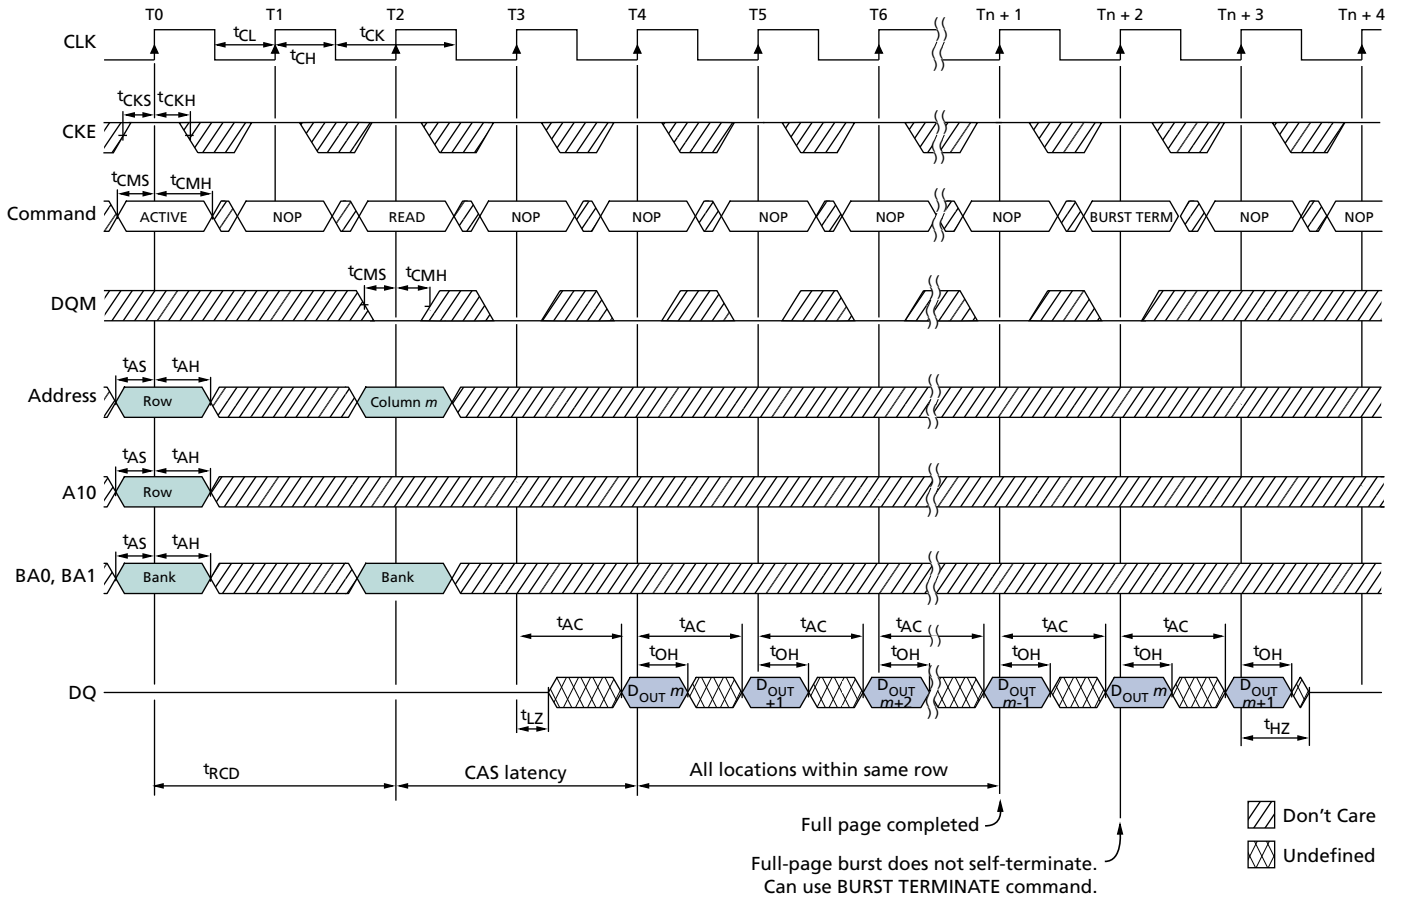 T0 T1 T2 T3 T4 T5 T6 Tn + 1 Tn + 2 Tn + 3 Tn + 4
CLK
tCL
tCH
tCK
tCKS tCKH
CKE
tCMS tCMH
Command
ACTIVE NOP READ NOP NOP NOP NOP NOP BURST TERM NOP NOP
tCMS tCMH
DQM
tAS tAH
Address
Row Column m
tAS tAH
A10
Row
tAS tAH
BA0, BA1
Bank Bank
tAC tAC tAC tAC tAC tAC
tOH tOH tOH tOH tOH tOH
DQ
DOUT m
DOUT
+1
DOUT
m+2
DOUT
m-1
DOUT m
DOUT
m+1
tLZ
tHZ
tRCD
CAS latency
All locations within same row
Full page completed
Full-page burst does not self-terminate.
Can use BURST TERMINATE command.
Don't Care
Undefined